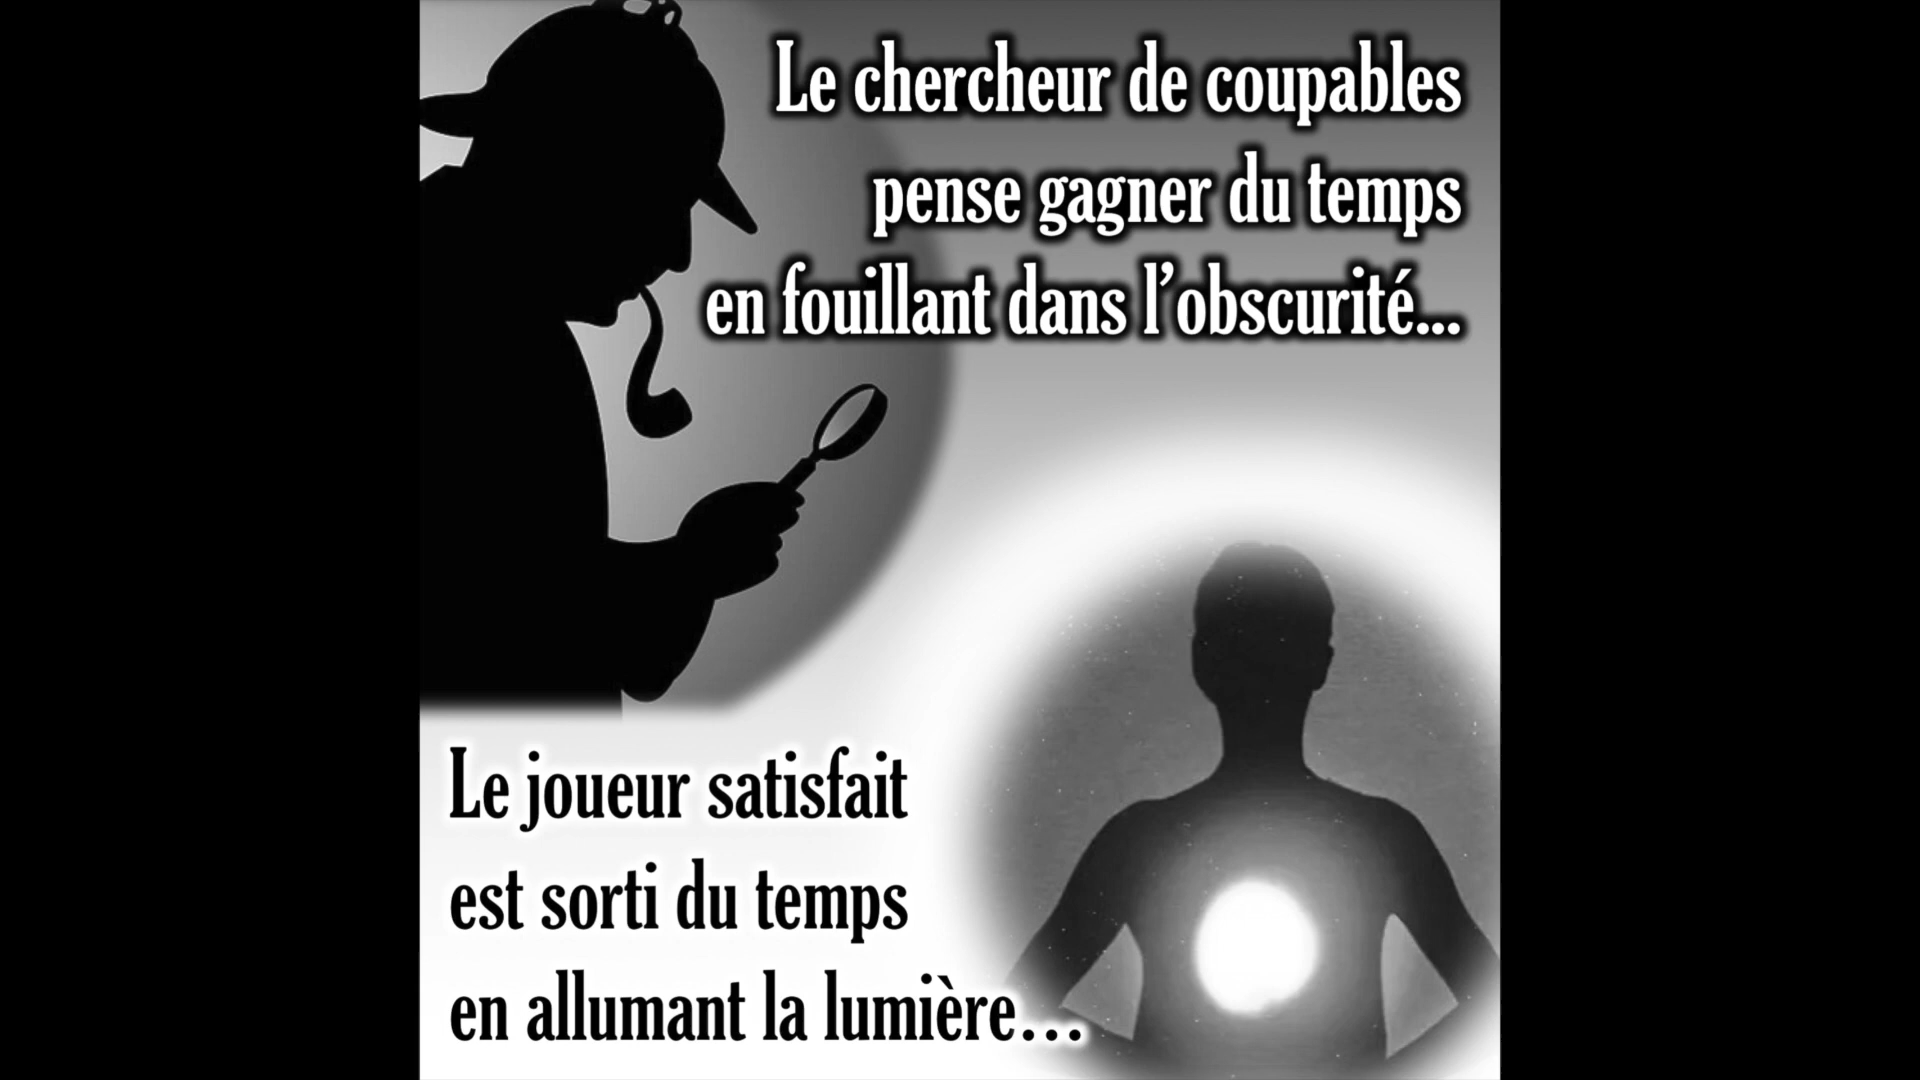 Le chercheur de coupables
pense gagner du temps
en fouillant dans l’obscurité...
Le joueur satisfait
est sorti du temps
en allumant la lumière…